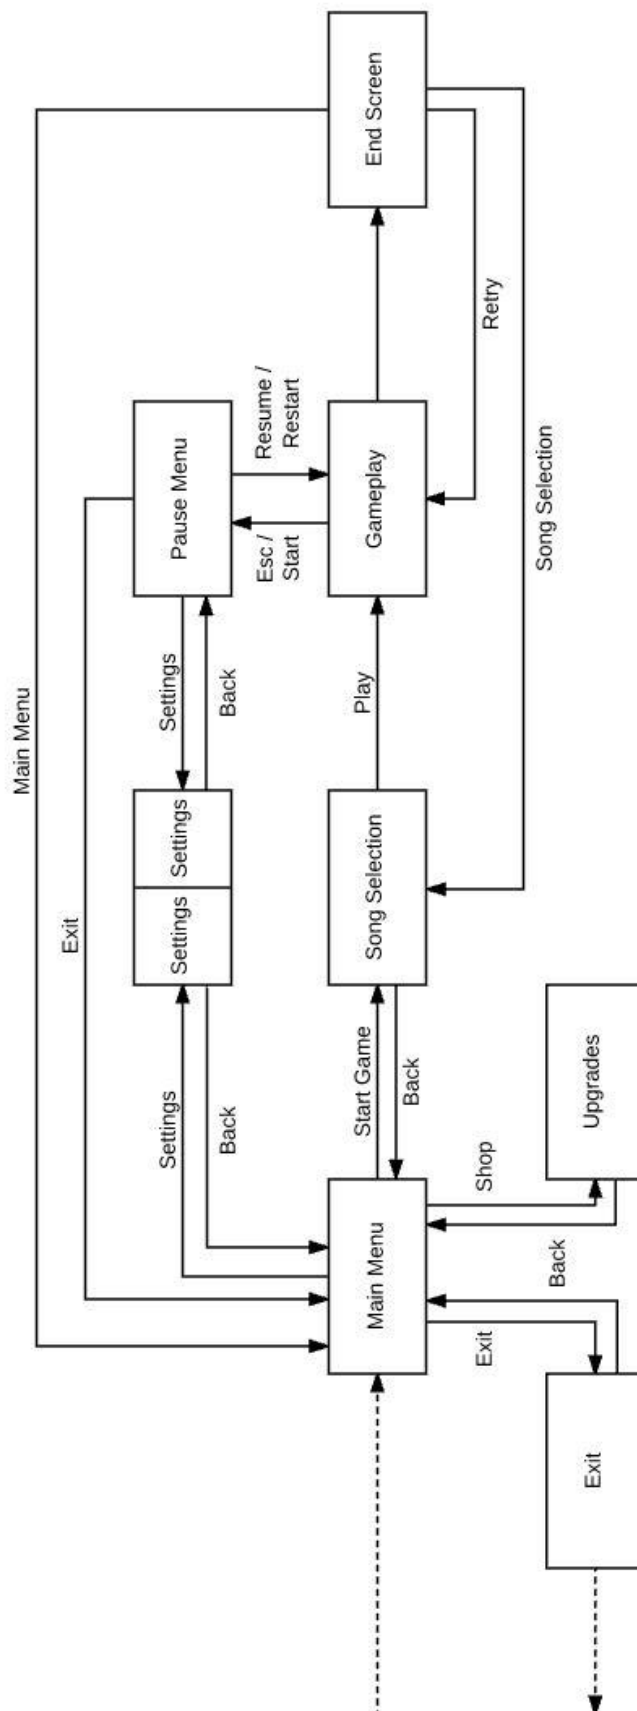 Main Menu
Exit
Settings
Back
Settings
Settings
Settings
Back
Pause Menu
Esc /
Start
Resume /
Restart
Main Menu
Start Game
Back
Song Selection
Play
Gameplay
End Screen
Retry
Song Selection
Exit
Shop
Back
Exit
Upgrades